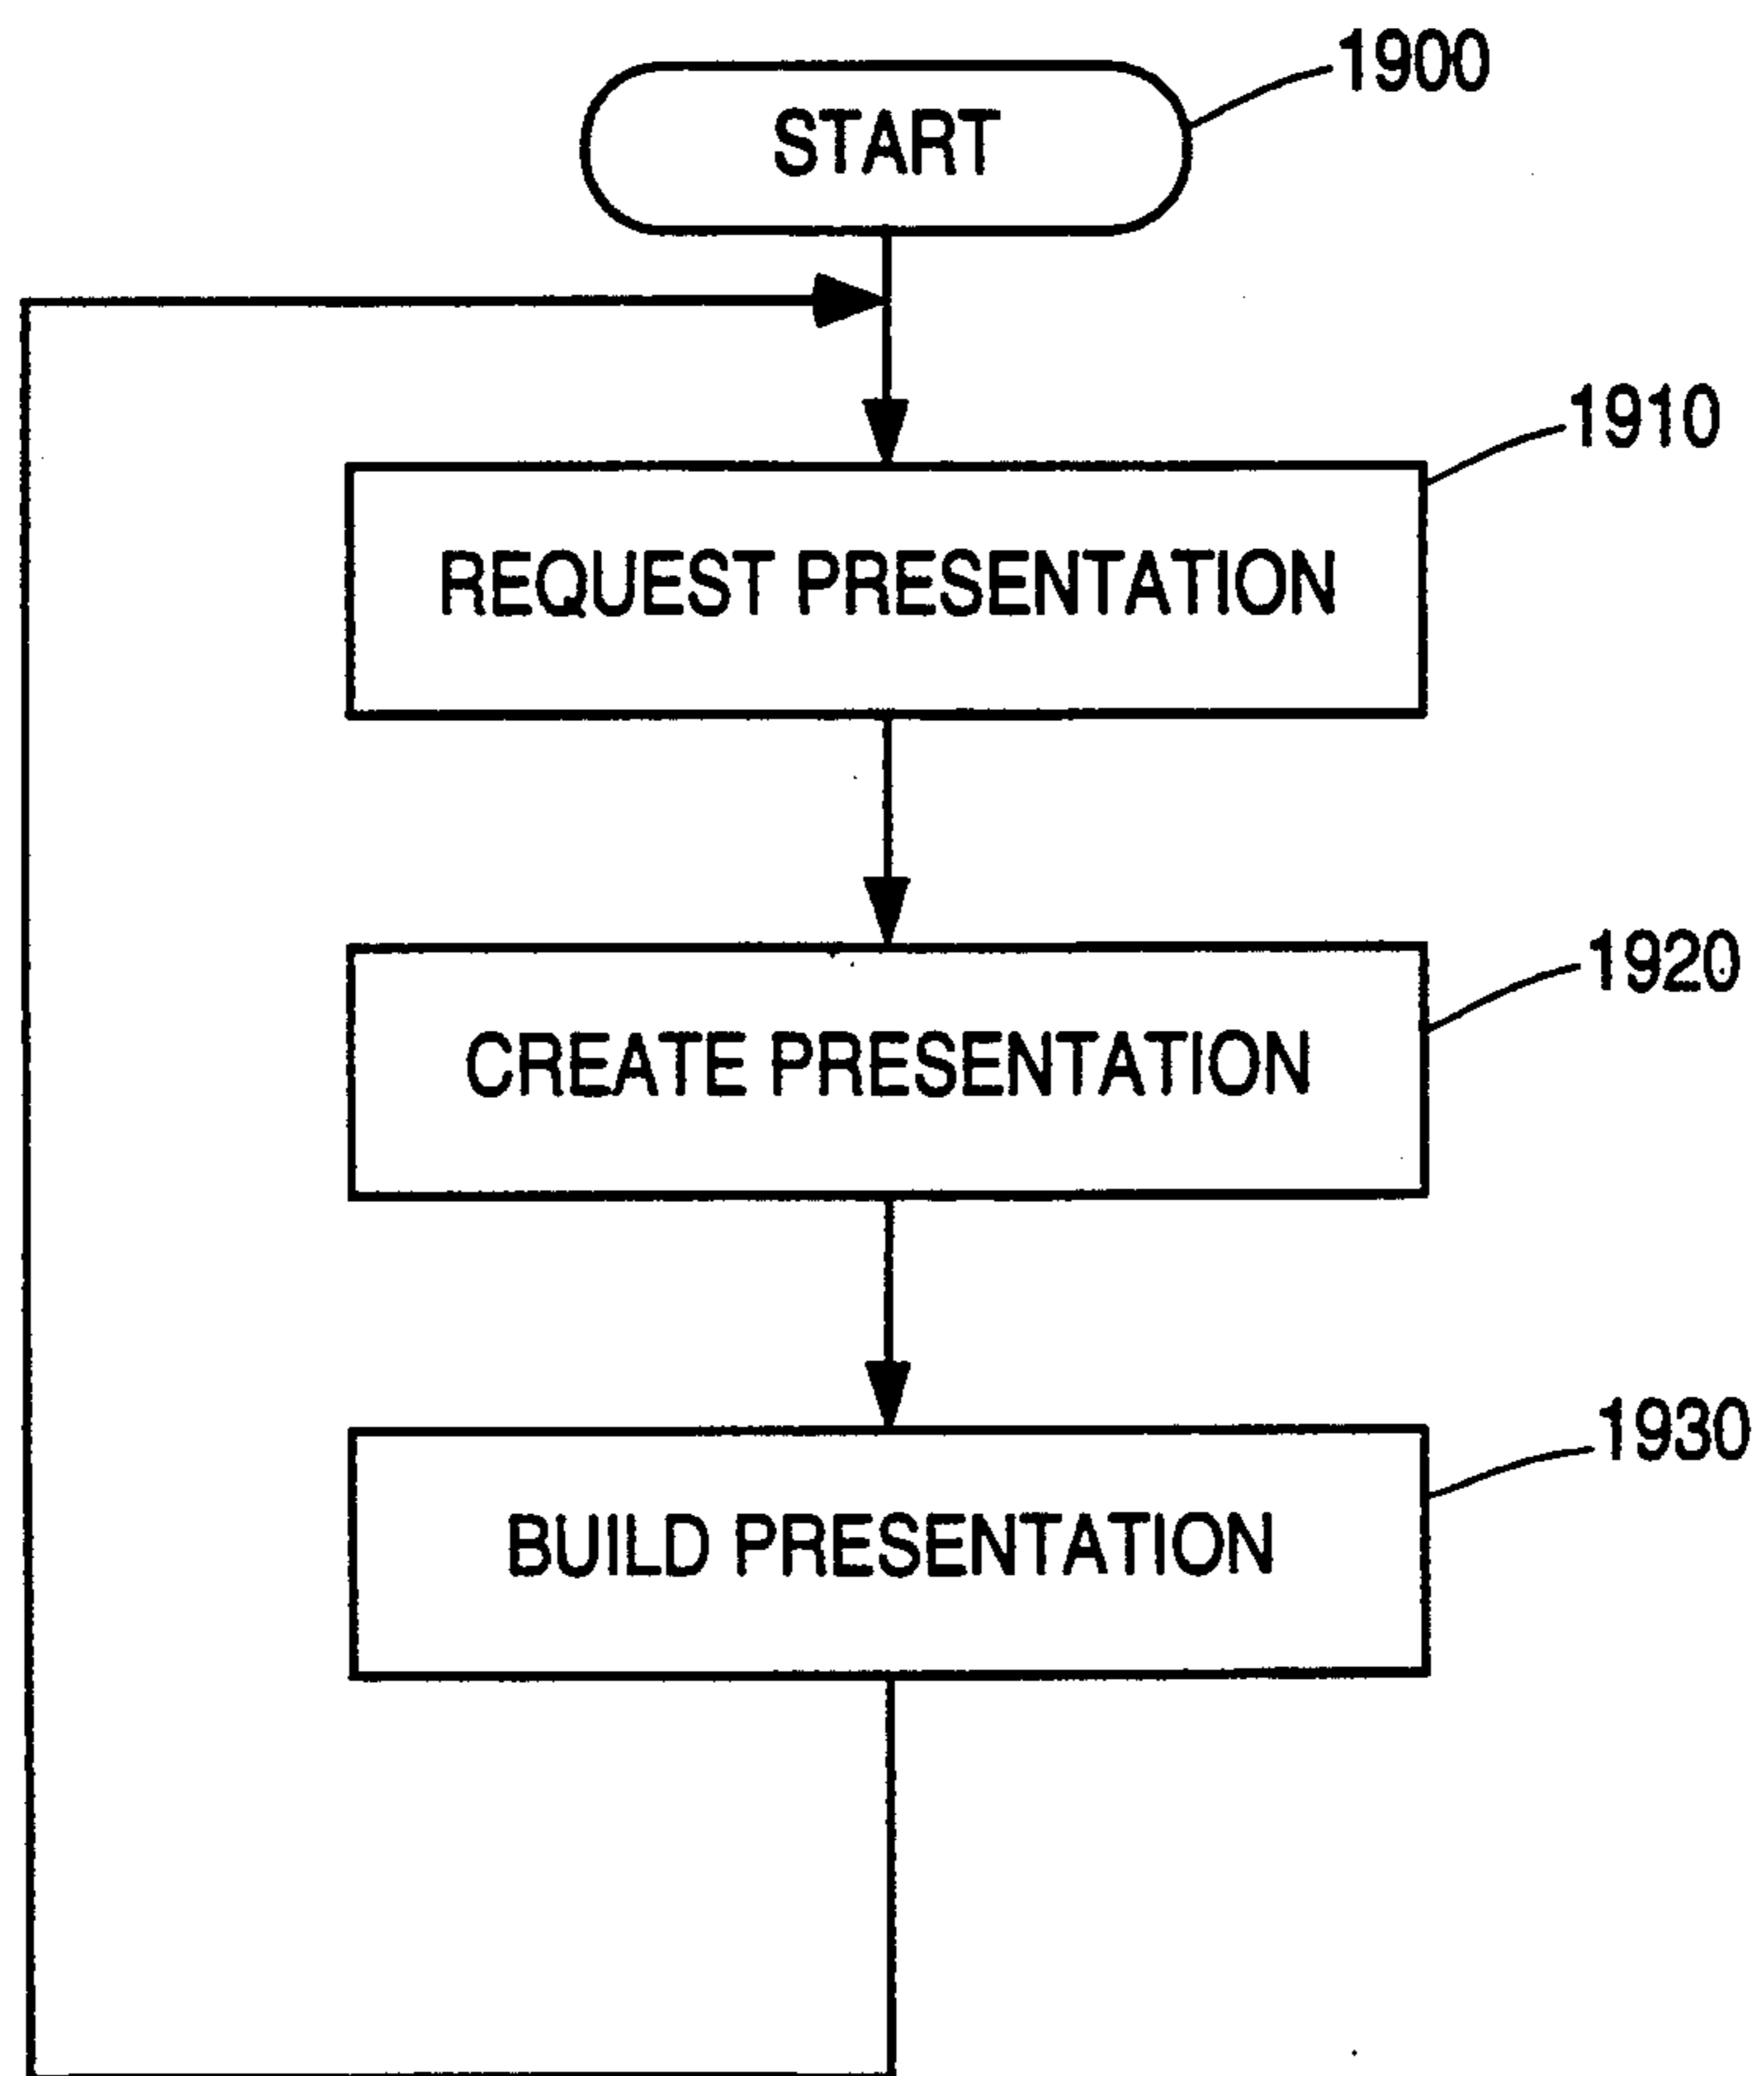 1900
START
1910
REQUEST PRESENTATION
1920
CREATE PRESENTATION
1930
BUILD PRESENTATION